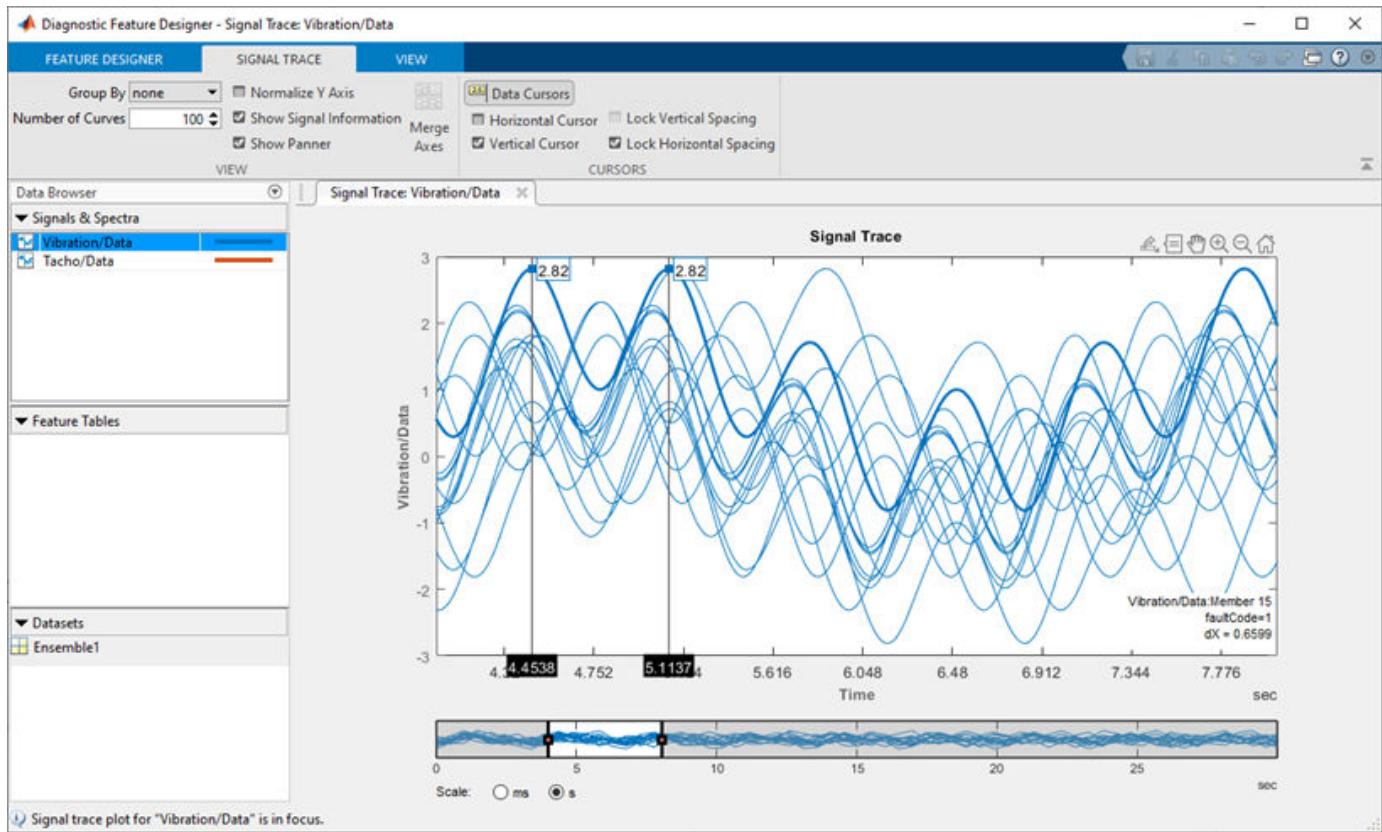 Diagnostic Feature Designer - Signal Trace: Vibration/Data
FEATURE DESIGNER SIGNAL TRACE VIEW
Group By none
Number of Curves 100
Normalize Y Axis
Show Signal Information
Show Panner
Merge
Axes
VIEW
Data Cursors
Horizontal Cursor Lock Vertical Spacing
Vertical Cursor Lock Horizontal Spacing
CURSORS
Data Browser
Signals & Spectra
Vibration/Data
Tacho/Data
Feature Tables
Datasets
Ensemble1
Signal Trace: Vibration/Data
Signal Trace
Vibration/Data
3
2
1
0
-1
-2
-3
2.82 2.82
Vibration/Data:Member 15
faultCode=1
dX = 0.6599
4.4538 4.752 5.1137 5.616 6.048 6.48 6.912 7.344 7.776
Time
sec
0 5 10 15 20 25
sec
Scale: ms s
Signal trace plot for "Vibration/Data" is in focus.